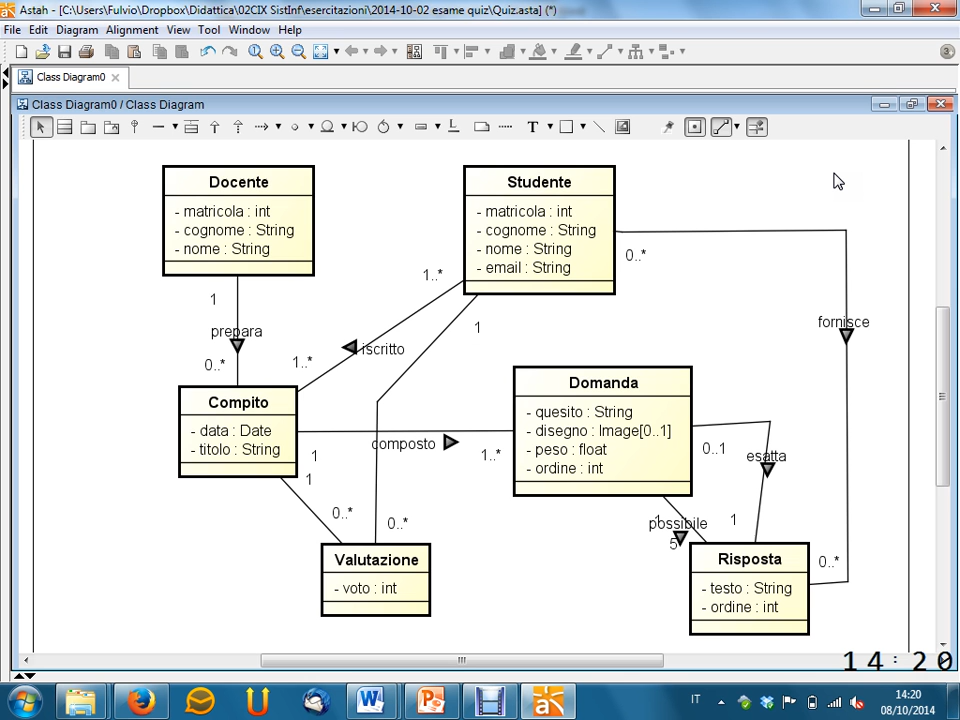 Astah - [C:\Users\Fulvio\Dropbox\Didattica\02CIX SistInf\esercitazioni\2014-10-02 esame quiz\Quiz.asta] (*)
File Edit Diagram Alignment View Tool Window Help
3
Class Diagram0
Class Diagram0 / Class Diagram
T
Docente
- matricola : int
- cognome : String
- nome : String
Studente
- matricola : int
- cognome : String
- nome : String
- email : String
0..*
1..*
1
prepara
0..*
1
iscritto
1..*
fornisce
Compito
- data : Date
- titolo : String
Domanda
- quesito : String
- disegno : Image[0..1]
- peso : float
- ordine : int
composto
1
1..*
0..1
esatta
1
0..*
0..*
1
possibile
5
1
Valutazione
- voto : int
Risposta
- testo : String
- ordine : int
0..*
14:20
W
P
IT
14:20
08/10/2014